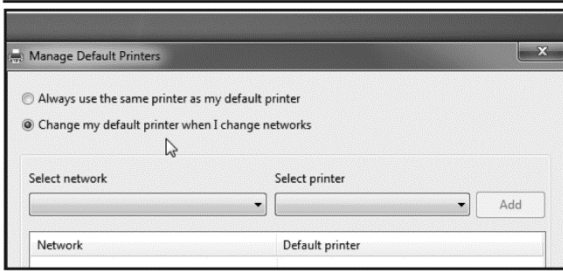 Manage Default Printers
Always use the same printer as my default printer
Change my default printer when I change networks
Select network Select printer
Add
Network Default printer